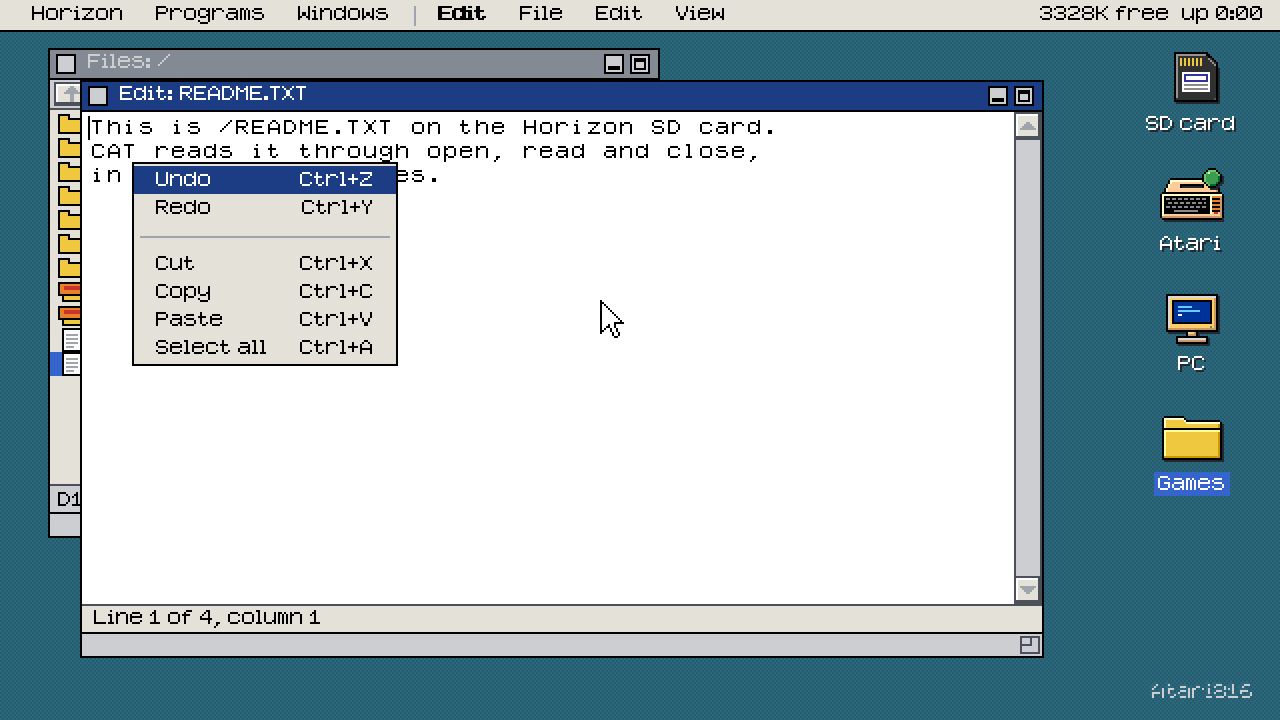 Horizon Programs Windows | Edit File Edit View 3328K free up 0:00
Files: /
Edit: README.TXT
This is /README.TXT on the Horizon SD card.
CAT reads it through open, read and close,
in es.
Undo Ctrl+Z
Redo Ctrl+Y
Cut Ctrl+X
Copy Ctrl+C
Paste Ctrl+V
Select all Ctrl+A
D1
Line 1 of 4, column 1
SD card
Atari
PC
Games
Atari816